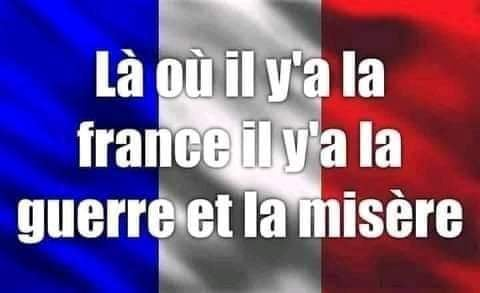 Là où il y'a la
france il y'a la
guerre et la misère